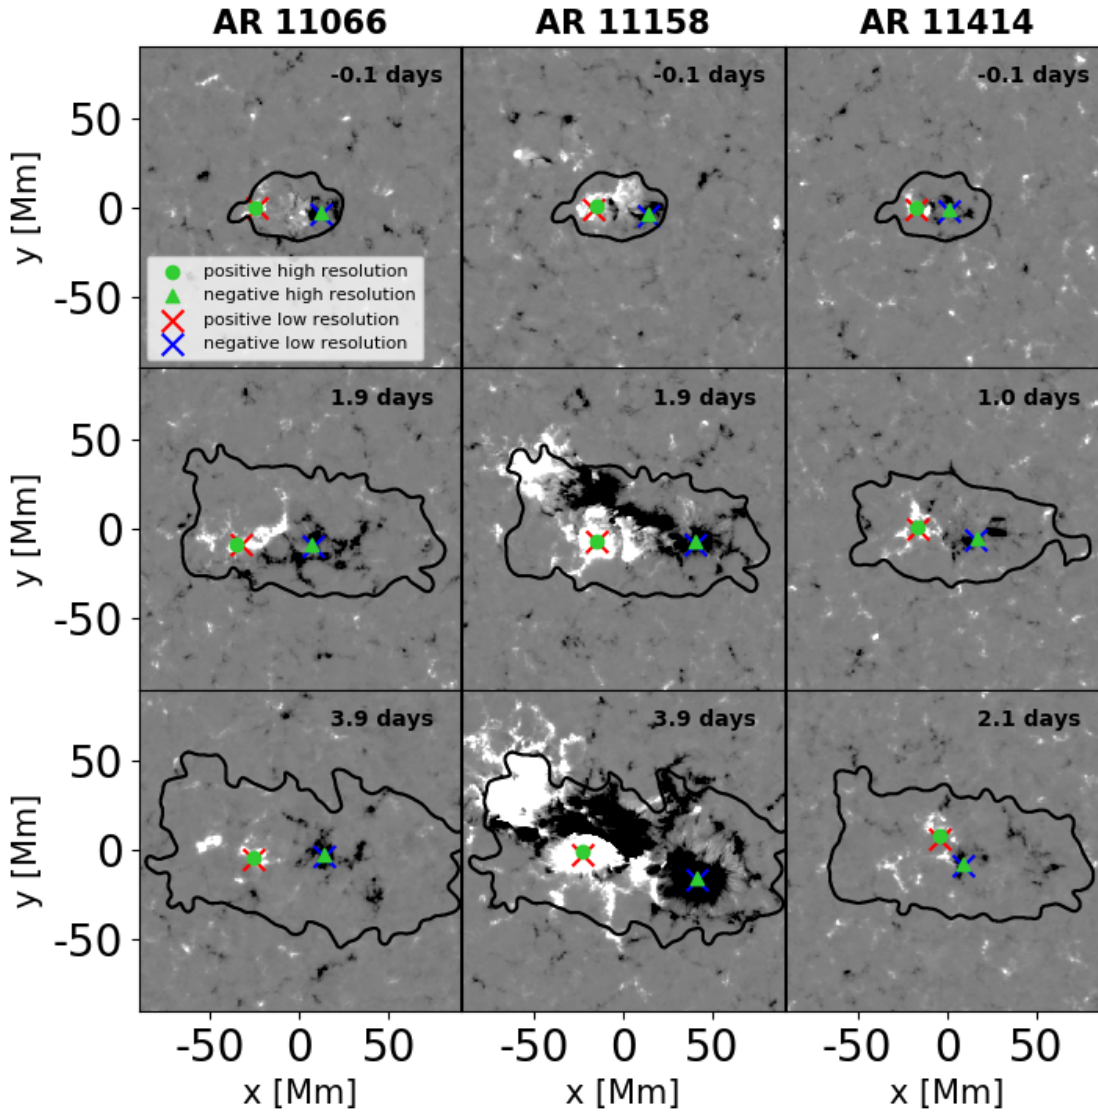 AR 11066 AR 11158 AR 11414
-0.1 days -0.1 days -0.1 days
50
0
-50
y [Mm]
positive high resolution
negative high resolution
positive low resolution
negative low resolution
1.9 days 1.9 days 1.0 days
50
0
-50
y [Mm]
3.9 days 3.9 days 2.1 days
50
0
-50
y [Mm]
-50 0 50 -50 0 50 -50 0 50
x [Mm] x [Mm] x [Mm]